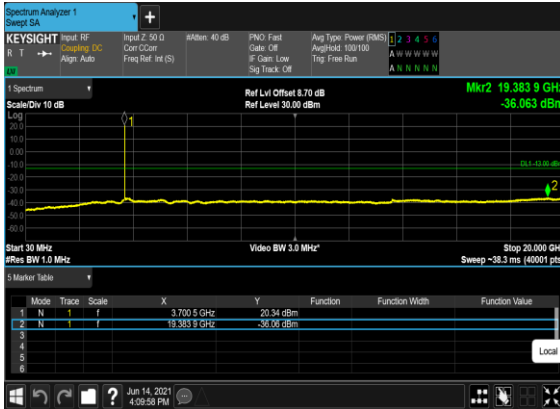 Spectrum Analyzer 1
Swept SA
KEYSIGHT
R T
LW
Input: RF
Coupling: DC
Align: Auto
Input Z: 50 Ω
Corr CCorr
Freq Ref: Int (S)
#Atten: 40 dB
PNO: Fast
Gate: Off
IF Gain: Low
Sig Track: Off
Avg Type: Power (RMS)
Avg|Hold: 100/100
Trig: Free Run
1 2 3 4 5 6
A W W W W W
A N N N N N
1 Spectrum
Scale/Div 10 dB
Ref Lvl Offset 8.70 dB
Ref Level 30.00 dBm
Mkr2 19.383 9 GHz
-36.063 dBm
Log
20.0
10.0
0.00
-10.0
-20.0
-30.0
-40.0
-50.0
-60.0
1
DL1 -13.00 dBm
2
Start 30 MHz
#Res BW 1.0 MHz
Video BW 3.0 MHz*
Stop 20.000 GH
Sweep ~38.3 ms (40001 pts
5 Marker Table
Mode Trace Scale X Y Function Function Width Function Value
1 N 1 f 3.700 5 GHz 20.34 dBm
2 N 1 f 19.383 9 GHz -36.06 dBm
3
4
5
6
Local
Jun 14, 2021
4:09:58 PM